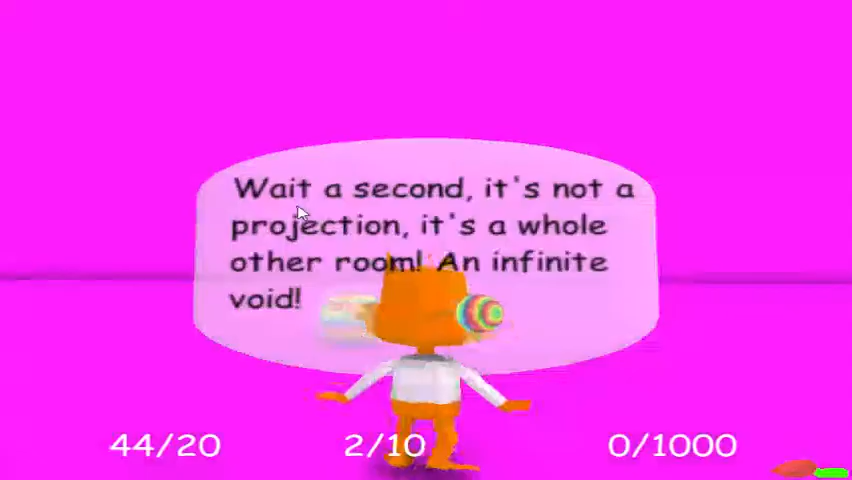 Wait a second, it's not a
projection, it's a whole
other room! An infinite
void!
44/20 2/10 0/1000